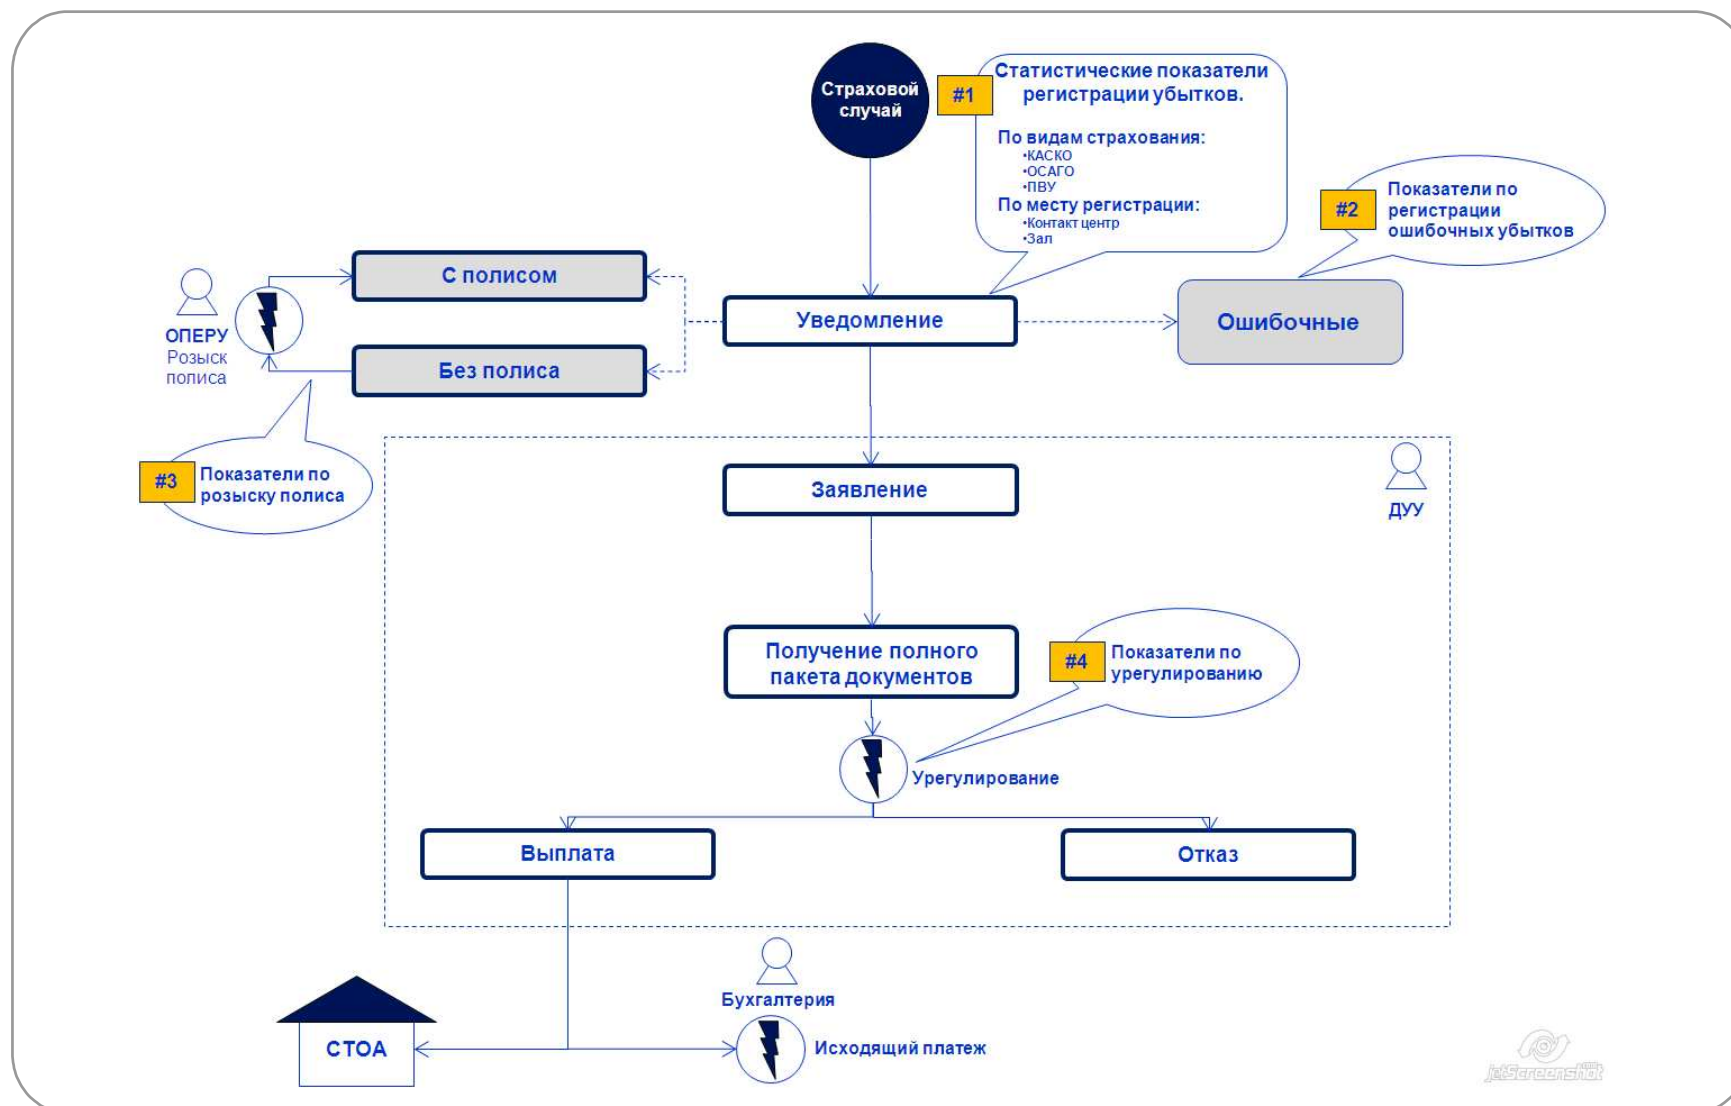 Страховой
случай
#1
Статистические показатели
регистрации убытков.
По видам страхования:
•КАСКО
•ОСАГО
•ПВУ
По месту регистрации:
•Контакт центр
•Зал
#2
Показатели по
регистрации
ошибочных убытков
С полисом
ОПЕРУ
Розыск
полиса
Без полиса
Уведомление
Ошибочные
#3
Показатели по
розыску полиса
Заявление
ДУУ
Получение полного
пакета документов
#4
Показатели по
урегулированию
Урегулирование
Выплата
Отказ
Бухгалтерия
СТОА
Исходящий платеж
jetScreenshot